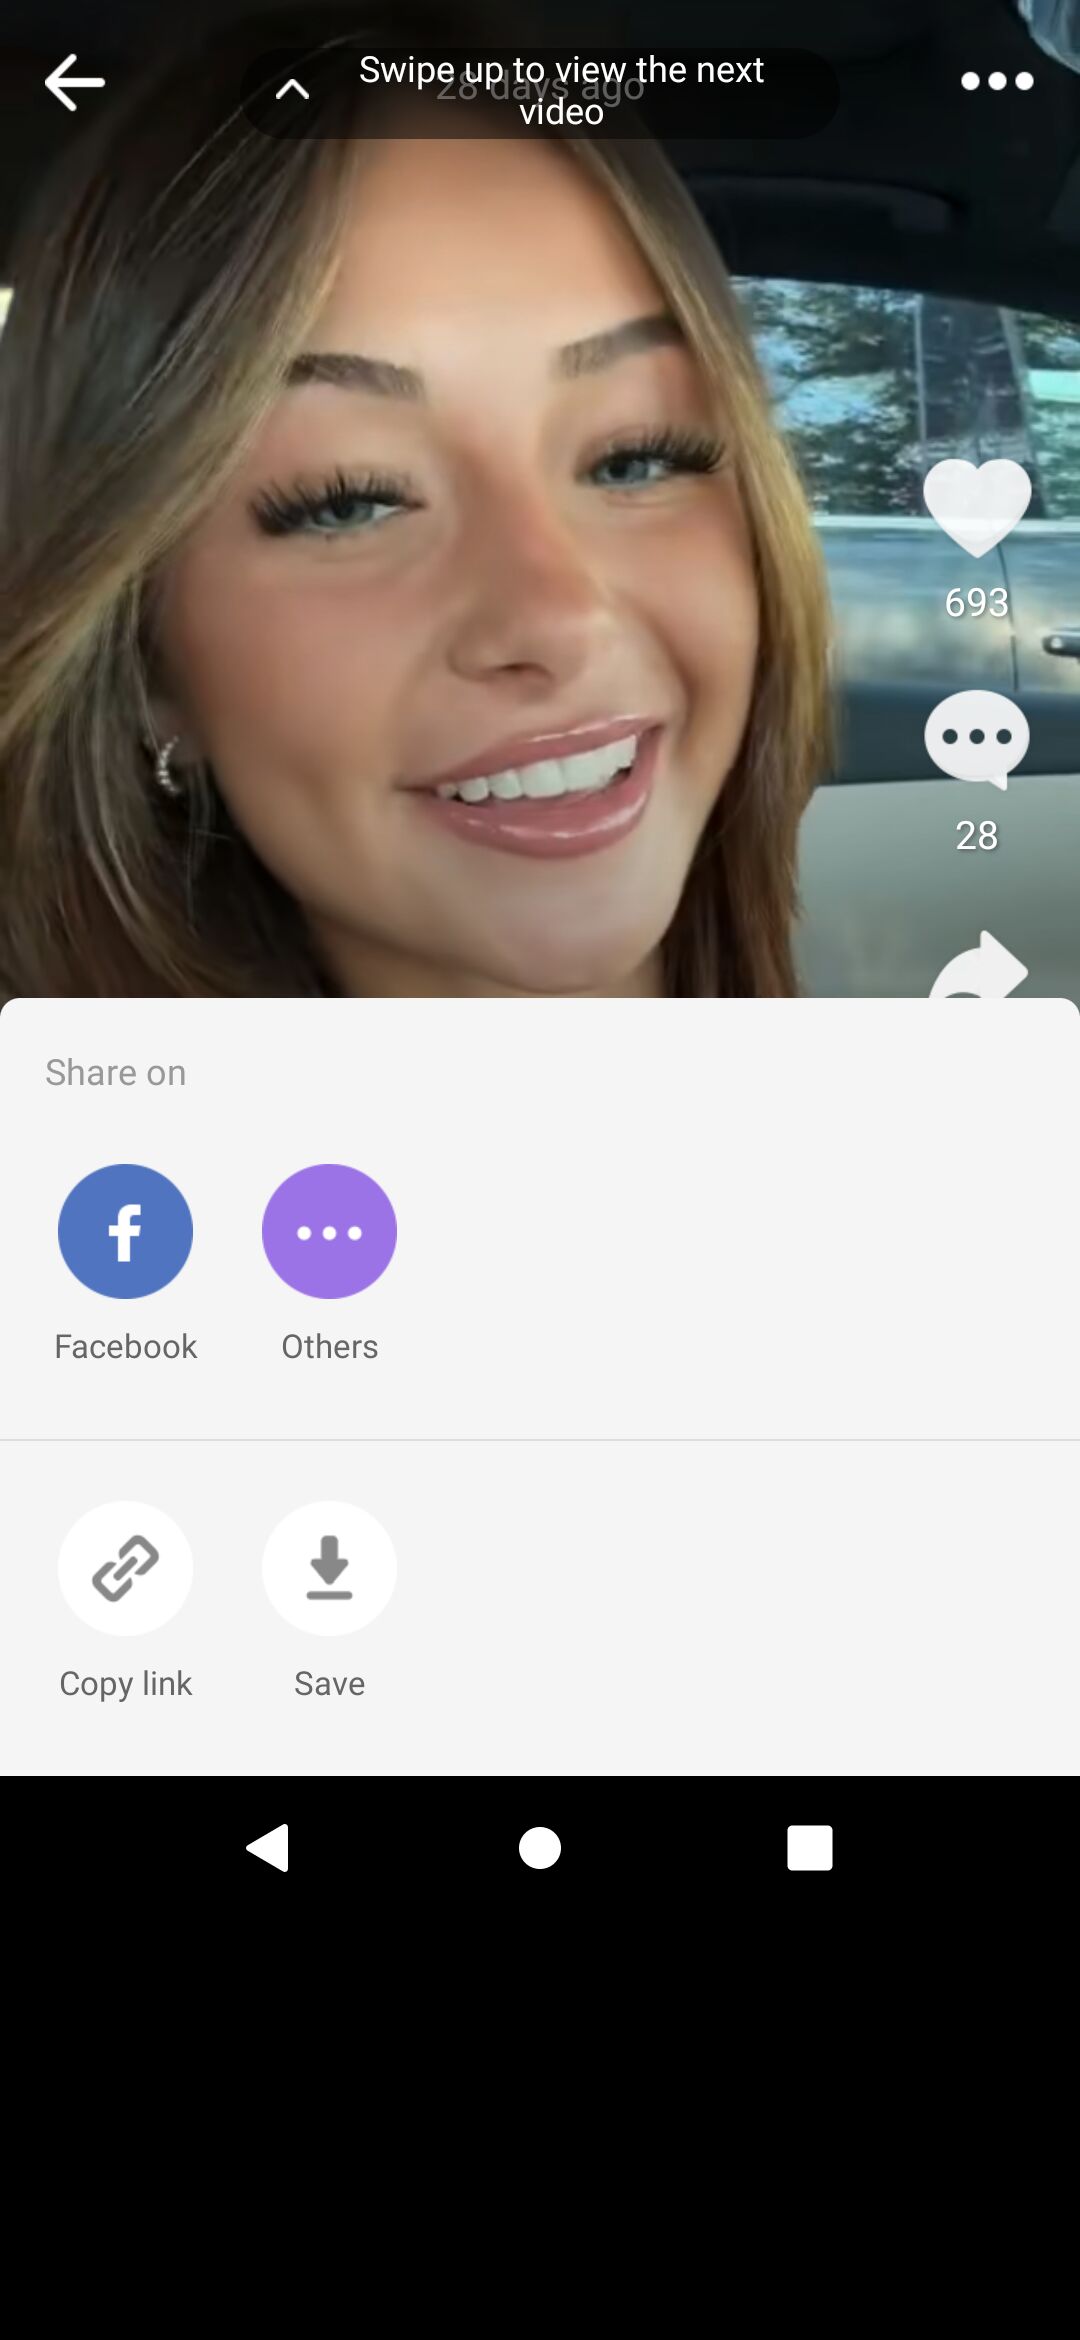 Swipe up to view the next
28 days ago
video
693
28
Share on
Facebook
Others
Copy link
Save